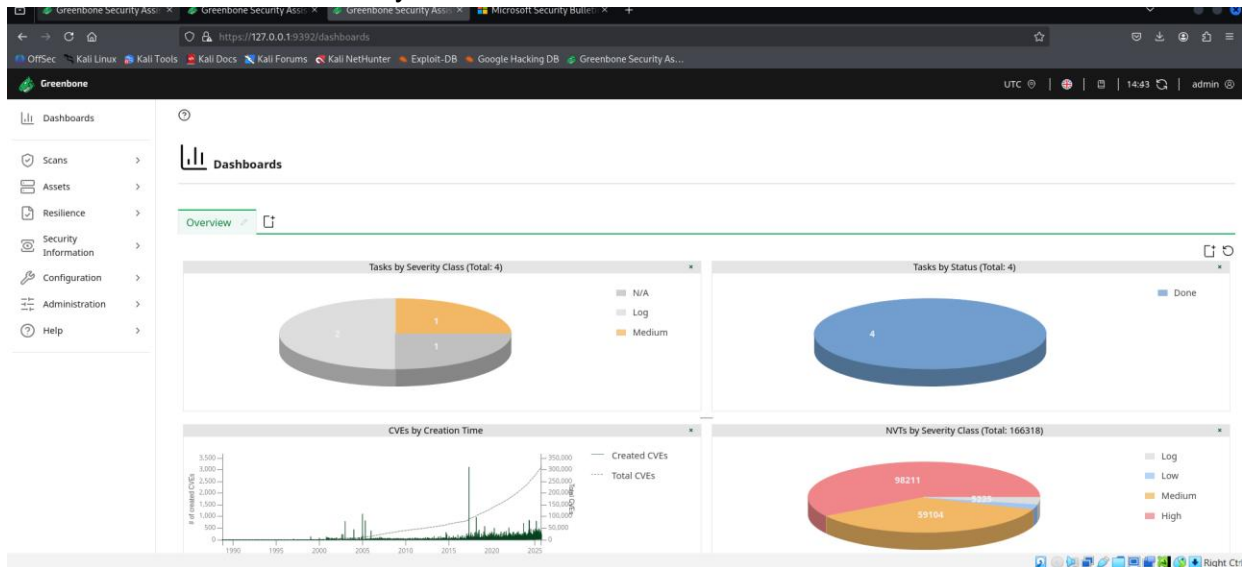 Greenbone Security Assis
Greenbone Security Assis
Greenbone Security Assis
Microsoft Security Bulleti
https://127.0.0.1:9392/dashboards
OffSec
Kali Linux
Kali Tools
Kali Docs
Kali Forums
Kali NetHunter
Exploit-DB
Google Hacking DB
Greenbone Security As...
Greenbone
UTC
14:43
admin
Dashboards
Scans
Assets
Resilience
Security
Information
Configuration
Administration
Help
Dashboards
Overview
Tasks by Severity Class (Total: 4)
2
1
1
N/A
Log
Medium
Tasks by Status (Total: 4)
4
Done
CVEs by Creation Time
# of created CVEs
3,500
3,000
2,500
2,000
1,500
1,000
500
0
1990 1995 2000 2005 2010 2015 2020 2025
350,000
300,000
250,000
200,000
150,000
100,000
50,000
0
Total CVEs
Created CVEs
Total CVEs
NVTs by Severity Class (Total: 166318)
98211
59104
Log
Low
Medium
High
Right Ctrl